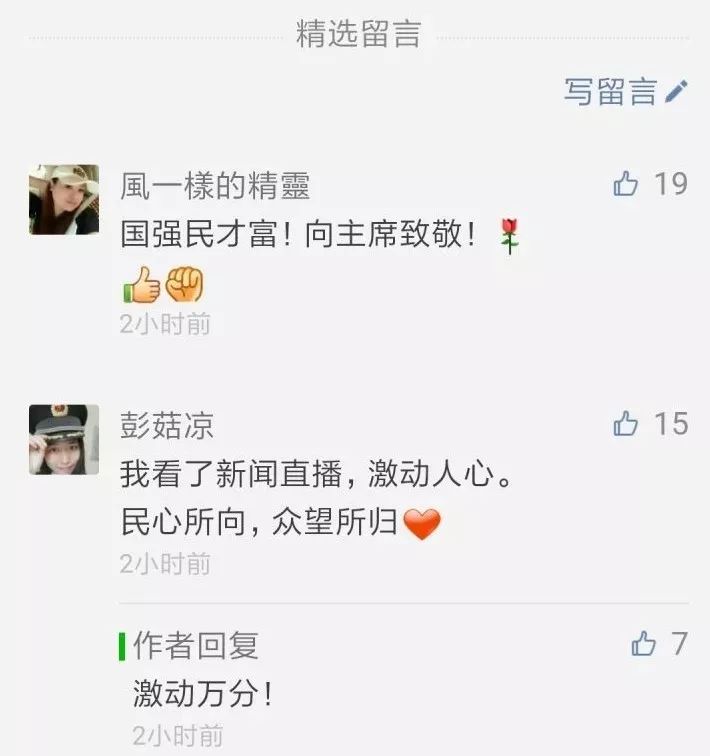 精选留言
写留言
風一樣的精靈
19
国强民才富！向主席致敬！
2小时前
彭菇凉
15
我看了新闻直播，激动人心。
民心所向，众望所归
2小时前
作者回复
7
激动万分！
2小时前